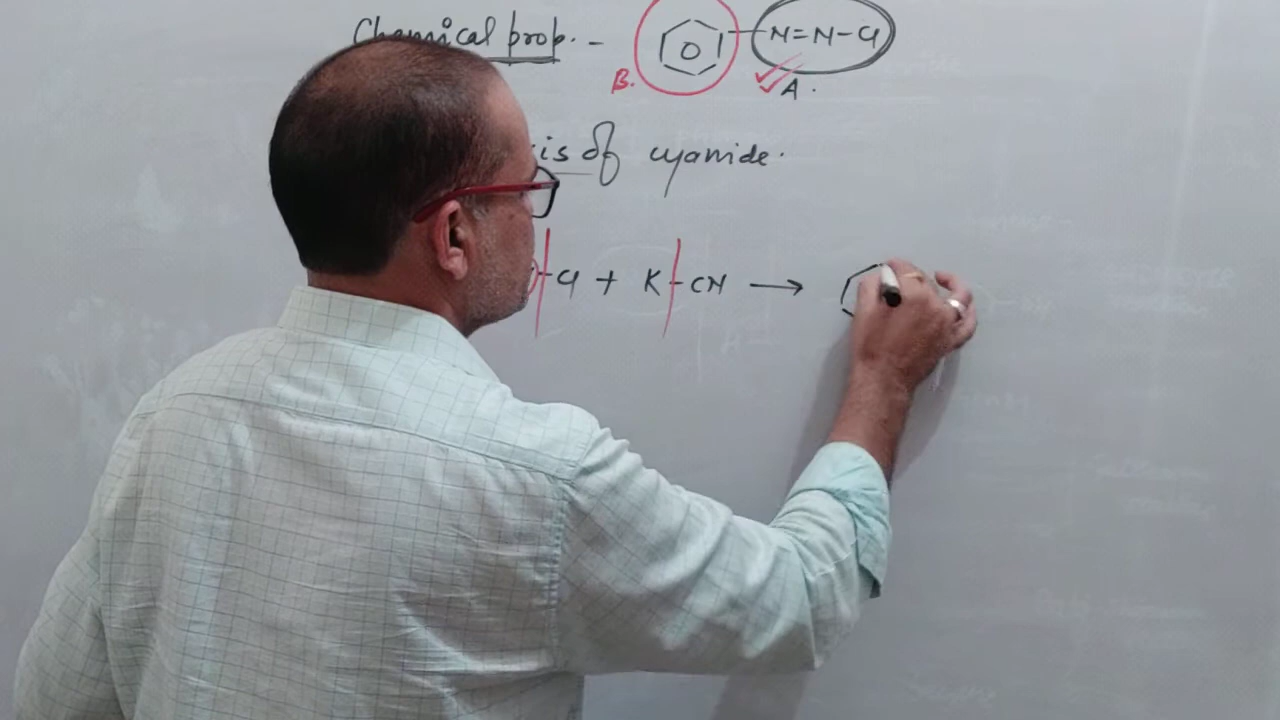 Chemical prop. - N=N-Cl
B. A.
is of cyanide.
-Cl + K-CN →